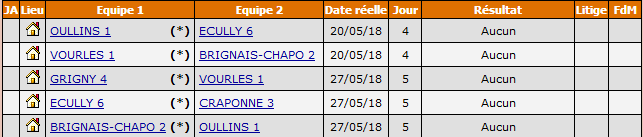 JA Lieu Equipe 1 Equipe 2 Date réelle Jour Résultat Litige FdM
OULLINS 1 (*) ECULLY 6 20/05/18 4 Aucun
VOURLES 1 (*) BRIGNAIS-CHAPO 2 20/05/18 4 Aucun
GRIGNY 4 (*) VOURLES 1 27/05/18 5 Aucun
ECULLY 6 (*) CRAPONNE 3 27/05/18 5 Aucun
BRIGNAIS-CHAPO 2 (*) OULLINS 1 27/05/18 5 Aucun